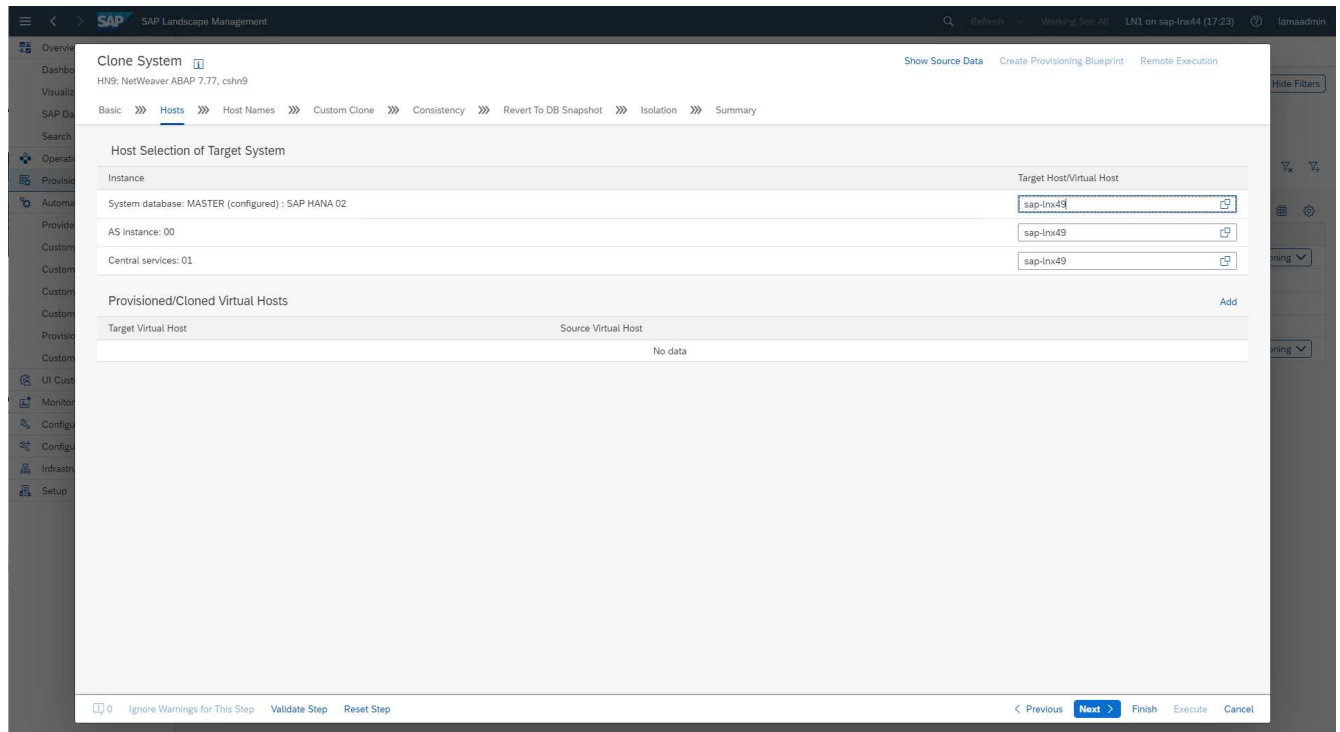 SAP SAP Landscape Management Refresh Working Set: All LN1 on sap-lnx44 (17:23) lamaadmin
Clone System
Show Source Data Create Provisioning Blueprint Remote Execution
HN9: NetWeaver ABAP 7.77, cshn9
Basic Hosts Host Names Custom Clone Consistency Revert To DB Snapshot Isolation Summary
Host Selection of Target System
Instance Target Host/Virtual Host
System database: MASTER (configured) : SAP HANA 02 sap-lnx49
AS instance: 00 sap-lnx49
Central services: 01 sap-lnx49
Provisioned/Cloned Virtual Hosts Add
Target Virtual Host Source Virtual Host
No data
Overvie
Dashbo
Visualiz
SAP Da
Search
Operati
Provisio
Automa
Provide
Custom
Custom
Custom
Custom
Provisio
Custom
UI Cust
Monitor
Configu
Configu
Infrastru
Setup
Hide Filters
oning
oning
0 Ignore Warnings for This Step Validate Step Reset Step
< Previous Next > Finish Execute Cancel